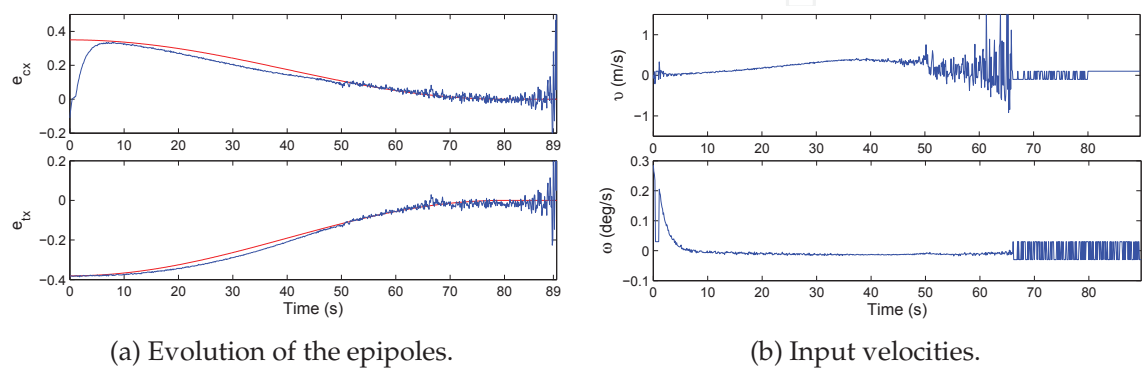 0.4
0.2
0
−0.2
e_cx
0 10 20 30 40 50 60 70 80 89
0.2
0
−0.2
−0.4
e_tx
0 10 20 30 40 50 60 70 80 89
Time (s)
(a) Evolution of the epipoles.
1
0
−1
υ (m/s)
0 10 20 30 40 50 60 70 80
0.3
0.2
0.1
0
−0.1
ω (deg/s)
0 10 20 30 40 50 60 70 80
Time (s)
(b) Input velocities.